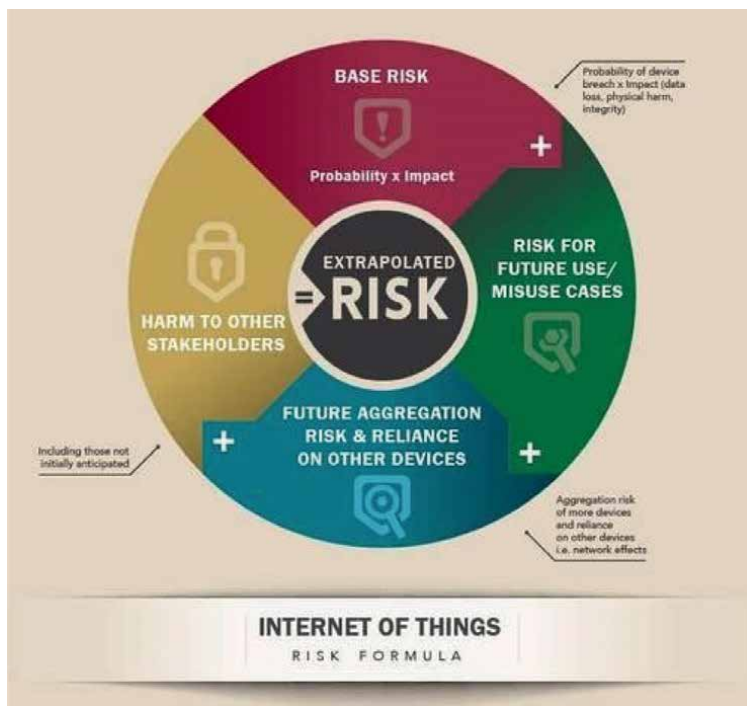 BASE RISK
Probability x Impact
Probability of device
breach x Impact (data
loss, physical harm,
integrity)
+
RISK FOR
FUTURE USE/
MISUSE CASES
+
FUTURE AGGREGATION
RISK & RELIANCE
ON OTHER DEVICES
Aggregation risk
of more devices
and reliance
on other devices
i.e. network effects
+
HARM TO OTHER
STAKEHOLDERS
Including those not
initially anticipated
=
EXTRAPOLATED
RISK
INTERNET OF THINGS
RISK FORMULA